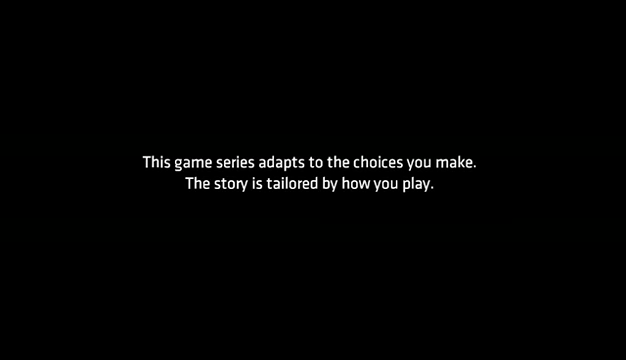 This game series adapts to the choices you make.
The story is tailored by how you play.